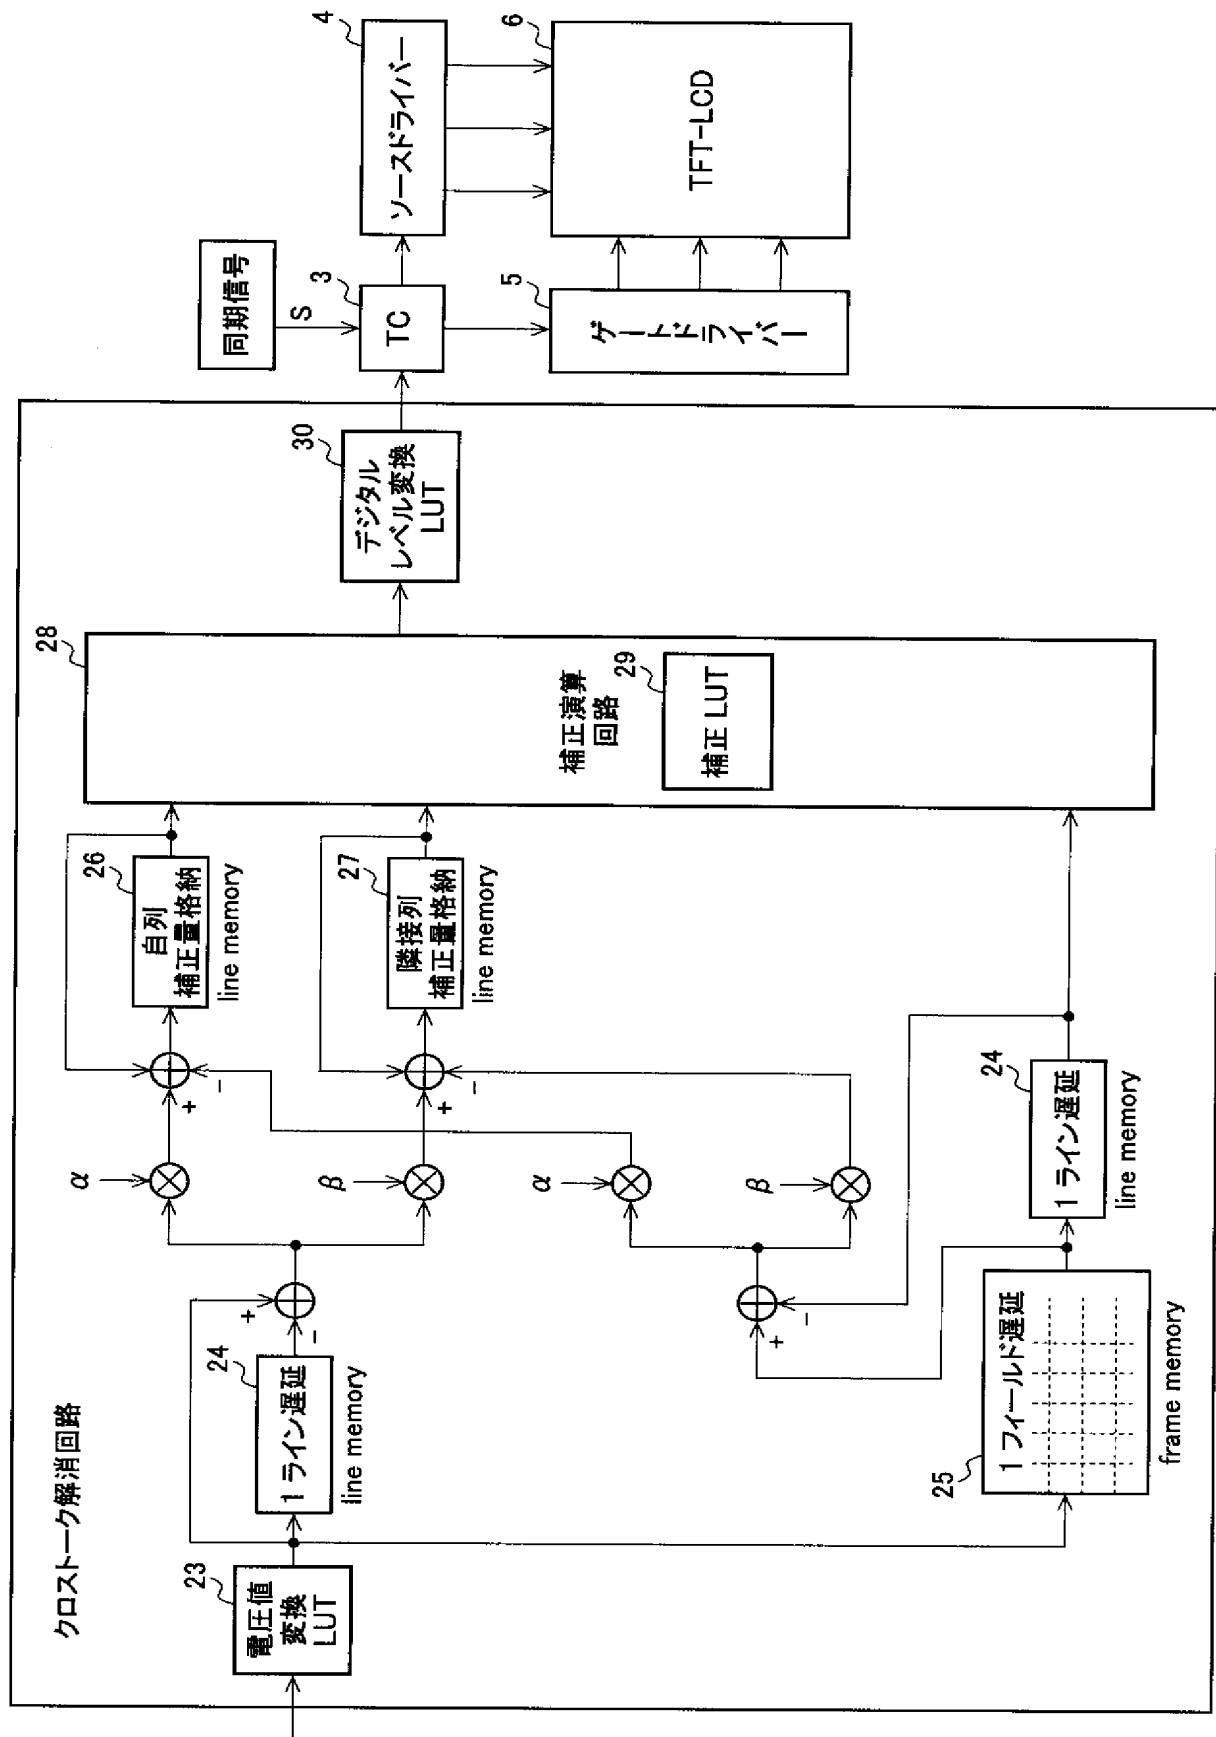 クロストーク解消回路
23
電圧値
変換
LUT
24
1 ライン遅延
line memory
+
-
α
β
+
-
+
-
26
自列
補正量格納
line memory
27
隣接列
補正量格納
line memory
25
1 フィールド遅延
frame memory
+
-
α
β
24
1 ライン遅延
line memory
28
補正演算
回路
29
補正 LUT
30
デジタル
レベル変換
LUT
同期信号
S
3
TC
4
ソースドライバー
5
ゲートドライバー
6
TFT-LCD